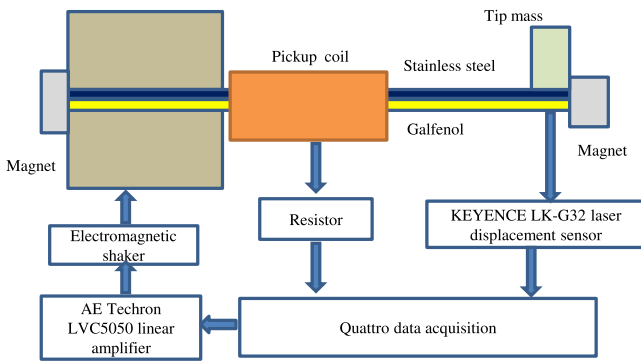 Tip mass
Pickup coil
Stainless steel
Galfenol
Magnet
Magnet
Resistor
KEYENCE LK-G32 laser
displacement sensor
Electromagnetic
shaker
AE Techron
LVC5050 linear
amplifier
Quattro data acquisition